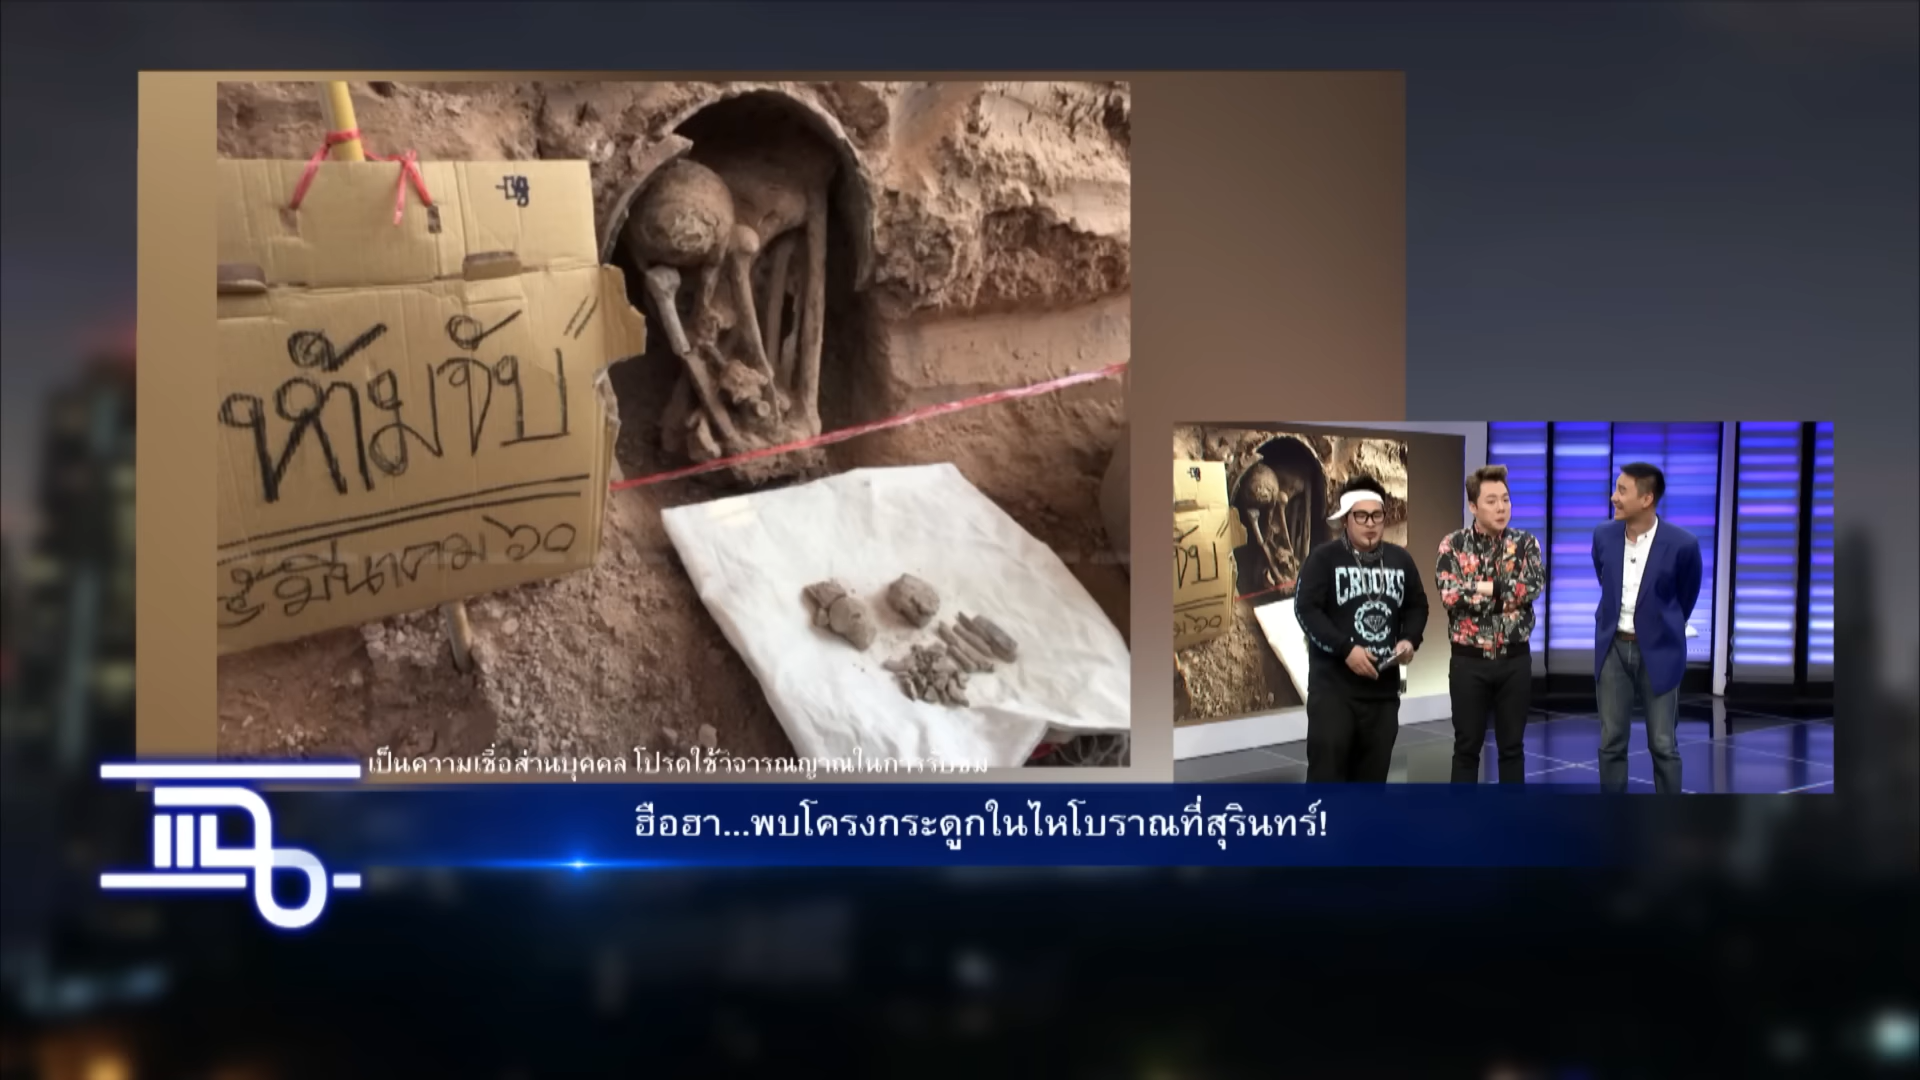 ห้ามจับ"
๕ มีนาคม ๖๐
CROOKS
เป็นความเชื่อส่วนบุคคล โปรดใช้วิจารณญาณในการรับชม
แฉ
ฮือฮา...พบโครงกระดูกในไหโบราณที่สุรินทร์!